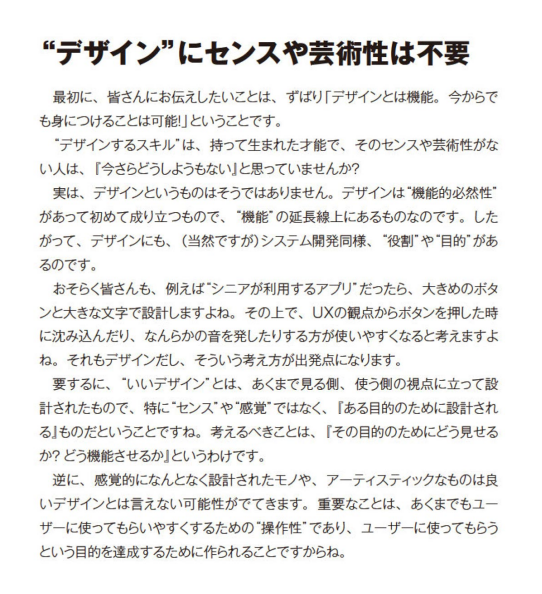 “デザイン”にセンスや芸術性は不要
最初に、皆さんにお伝えしたいことは、ずばり「デザインとは機能。今からで
も身につけることは可能!」ということです。
“デザインするスキル”は、持って生まれた才能で、そのセンスや芸術性がな
い人は、『今さらどうしようもない』と思っていませんか?
実は、デザインというものはそうではありません。デザインは“機能的必然性”
があって初めて成り立つもので、“機能”の延長線上にあるものなのです。した
がって、デザインにも、（当然ですが）システム開発同様、“役割”や“目的”があ
るのです。
おそらく皆さんも、例えば“シニアが利用するアプリ”だったら、大きめのボタ
ンと大きな文字で設計しますよね。その上で、UXの観点からボタンを押した時
に沈み込んだり、なんらかの音を発したりする方が使いやすくなると考えますよ
ね。それもデザインだし、そういう考え方が出発点になります。
要するに、“いいデザイン”とは、あくまで見る側、使う側の視点に立って設
計されたもので、特に“センス”や“感覚”ではなく、『ある目的のために設計され
る』ものだということですね。考えるべきことは、『その目的のためにどう見せる
か? どう機能させるか』というわけです。
逆に、感覚的になんとなく設計されたモノや、アーティスティックなものは良
いデザインとは言えない可能性がでてきます。重要なことは、あくまでもユー
ザーに使ってもらいやすくするための“操作性”であり、ユーザーに使ってもらう
という目的を達成するために作られることですからね。